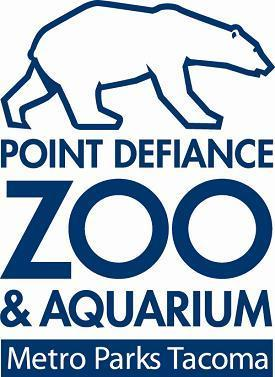 POINT DEFIANCE
ZOO
& AQUARIUM
Metro Parks Tacoma